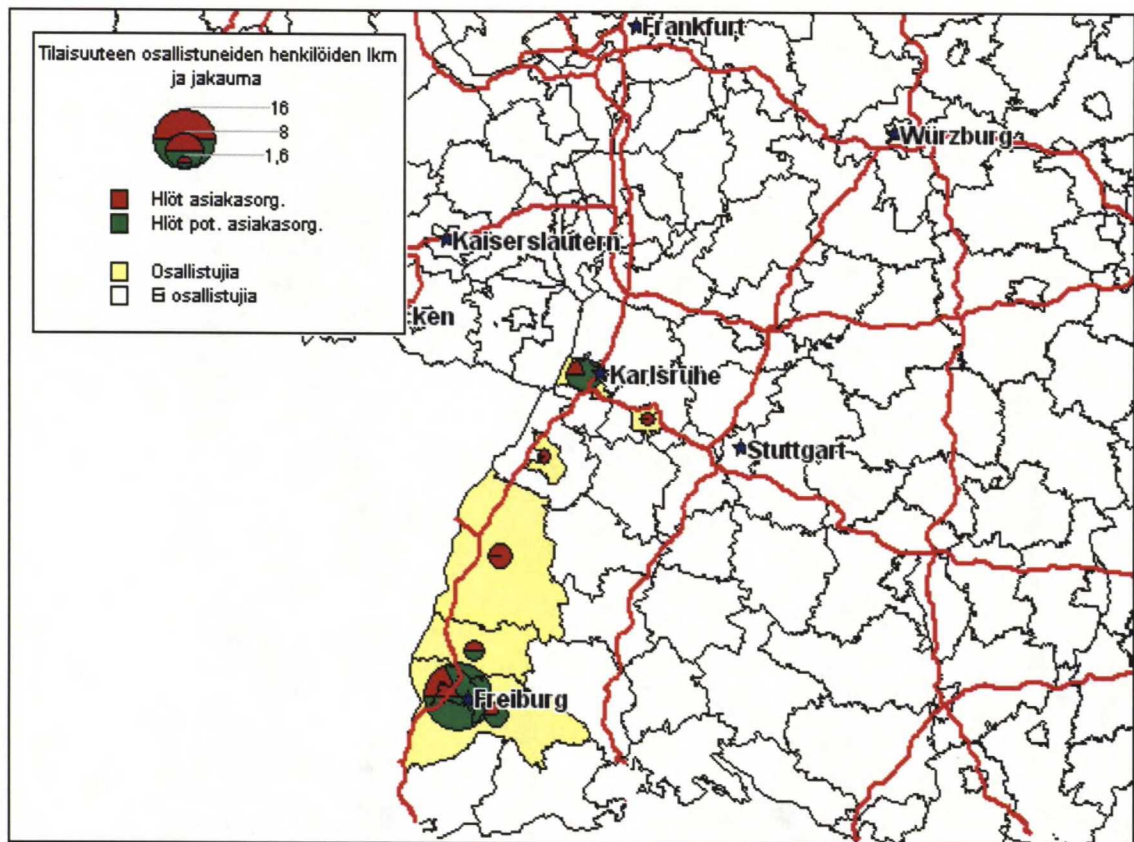 Tilaisuuteen osallistuneiden henkilöiden lkm
ja jakauma
16
8
1,6
Hlöt asiakasorg.
Hlöt pot. asiakasorg.
Osallistujia
Ei osallistujia
Frankfurt
Würzburg
Kaiserslautern
ken
Karlsruhe
Stuttgart
Freiburg